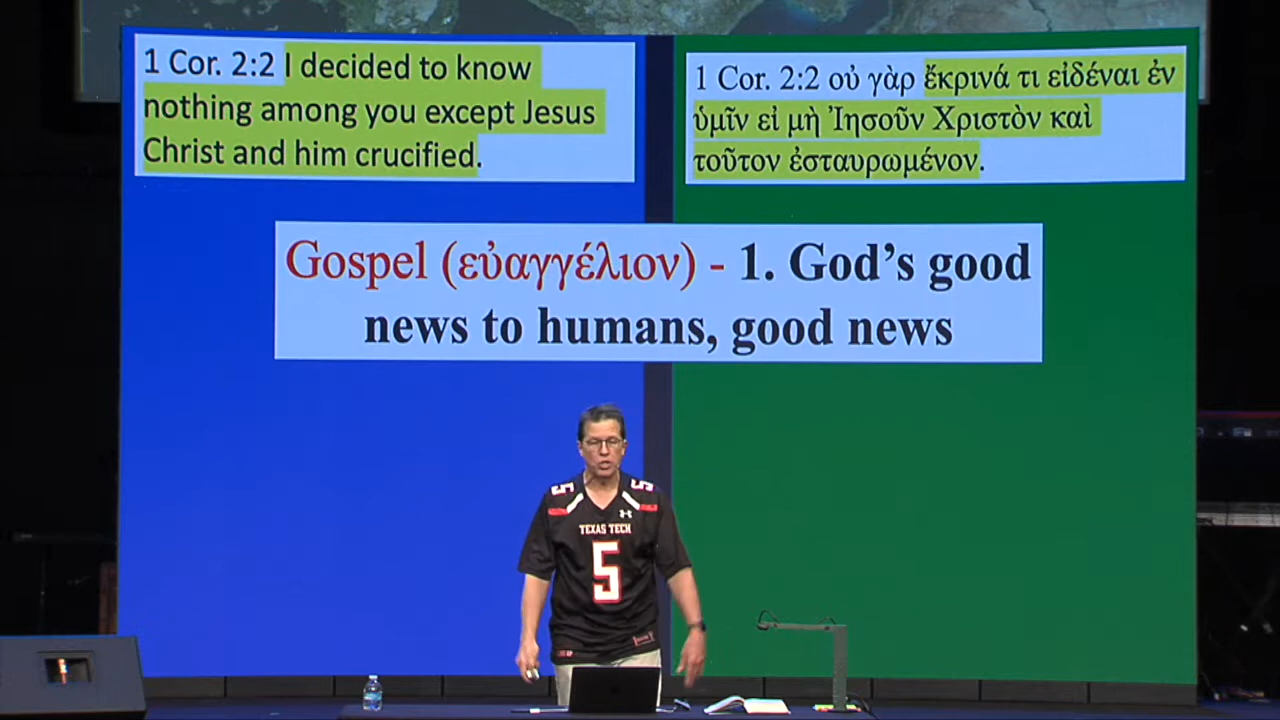 1 Cor. 2:2 I decided to know
nothing among you except Jesus
Christ and him crucified.
1 Cor. 2:2 οὐ γὰρ ἔκρινά τι εἰδέναι ἐν
ὑμῖν εἰ μὴ Ἰησοῦν Χριστὸν καὶ
τοῦτον ἐσταυρωμένον.
Gospel (εὐαγγέλιον) - 1. God’s good
news to humans, good news
5 5
TEXAS TECH
5